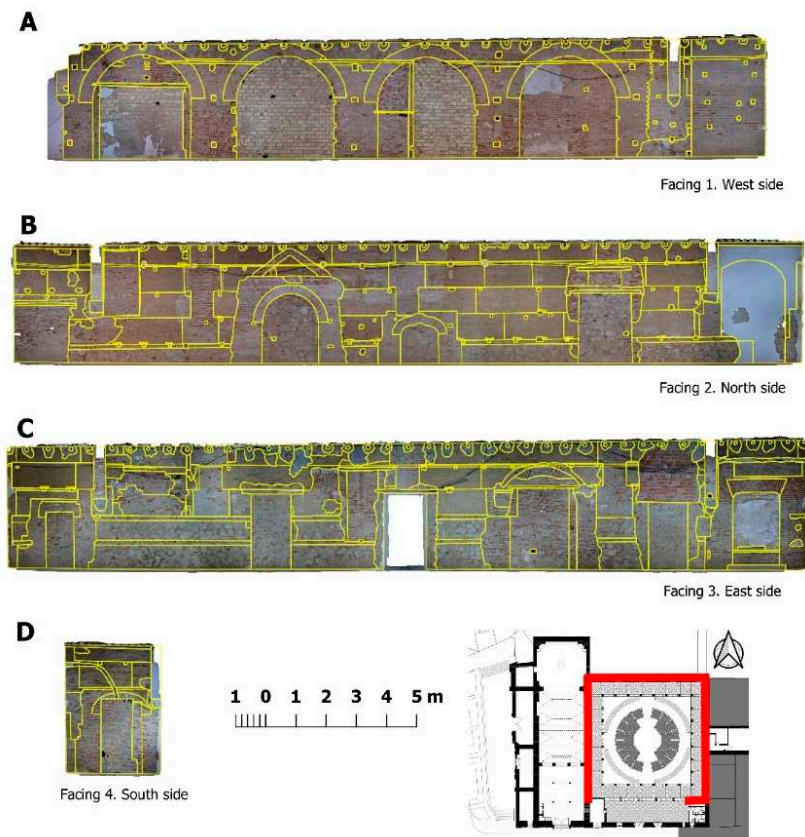 A
Facing 1. West side
B
Facing 2. North side
C
Facing 3. East side
D
Facing 4. South side
1 0 1 2 3 4 5 m